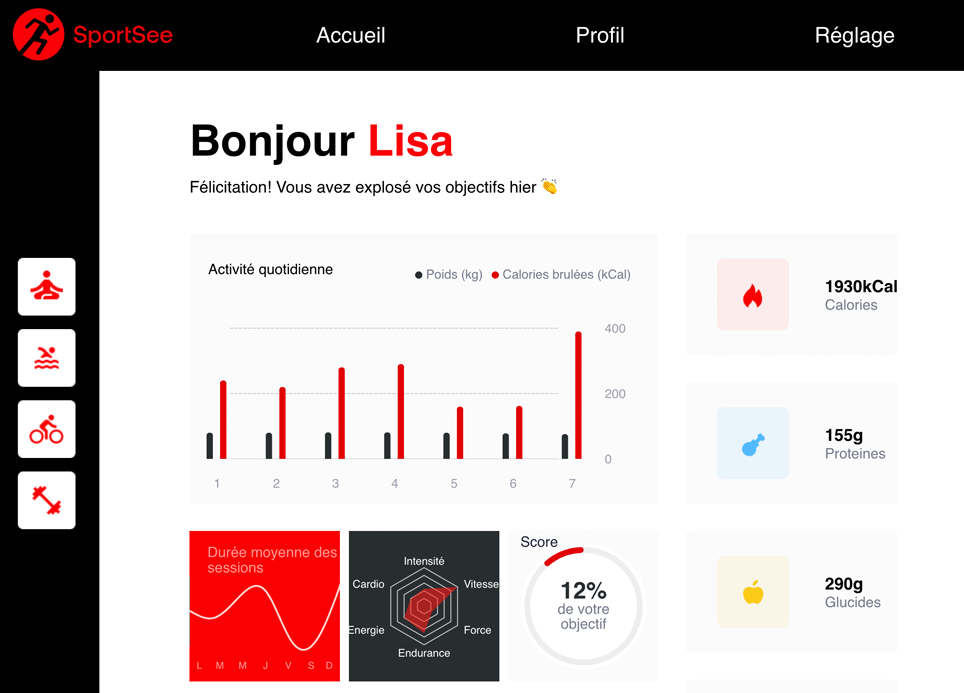 SportSee
Accueil
Profil
Réglage
Bonjour Lisa
Félicitation! Vous avez explosé vos objectifs hier 👏
Activité quotidienne
Poids (kg)
Calories brulées (kCal)
400
200
0
1 2 3 4 5 6 7
1930kCal
Calories
155g
Proteines
290g
Glucides
Durée moyenne des
sessions
L M M J V S D
Intensité
Vitesse
Force
Endurance
Energie
Cardio
Score
12%
de votre
objectif